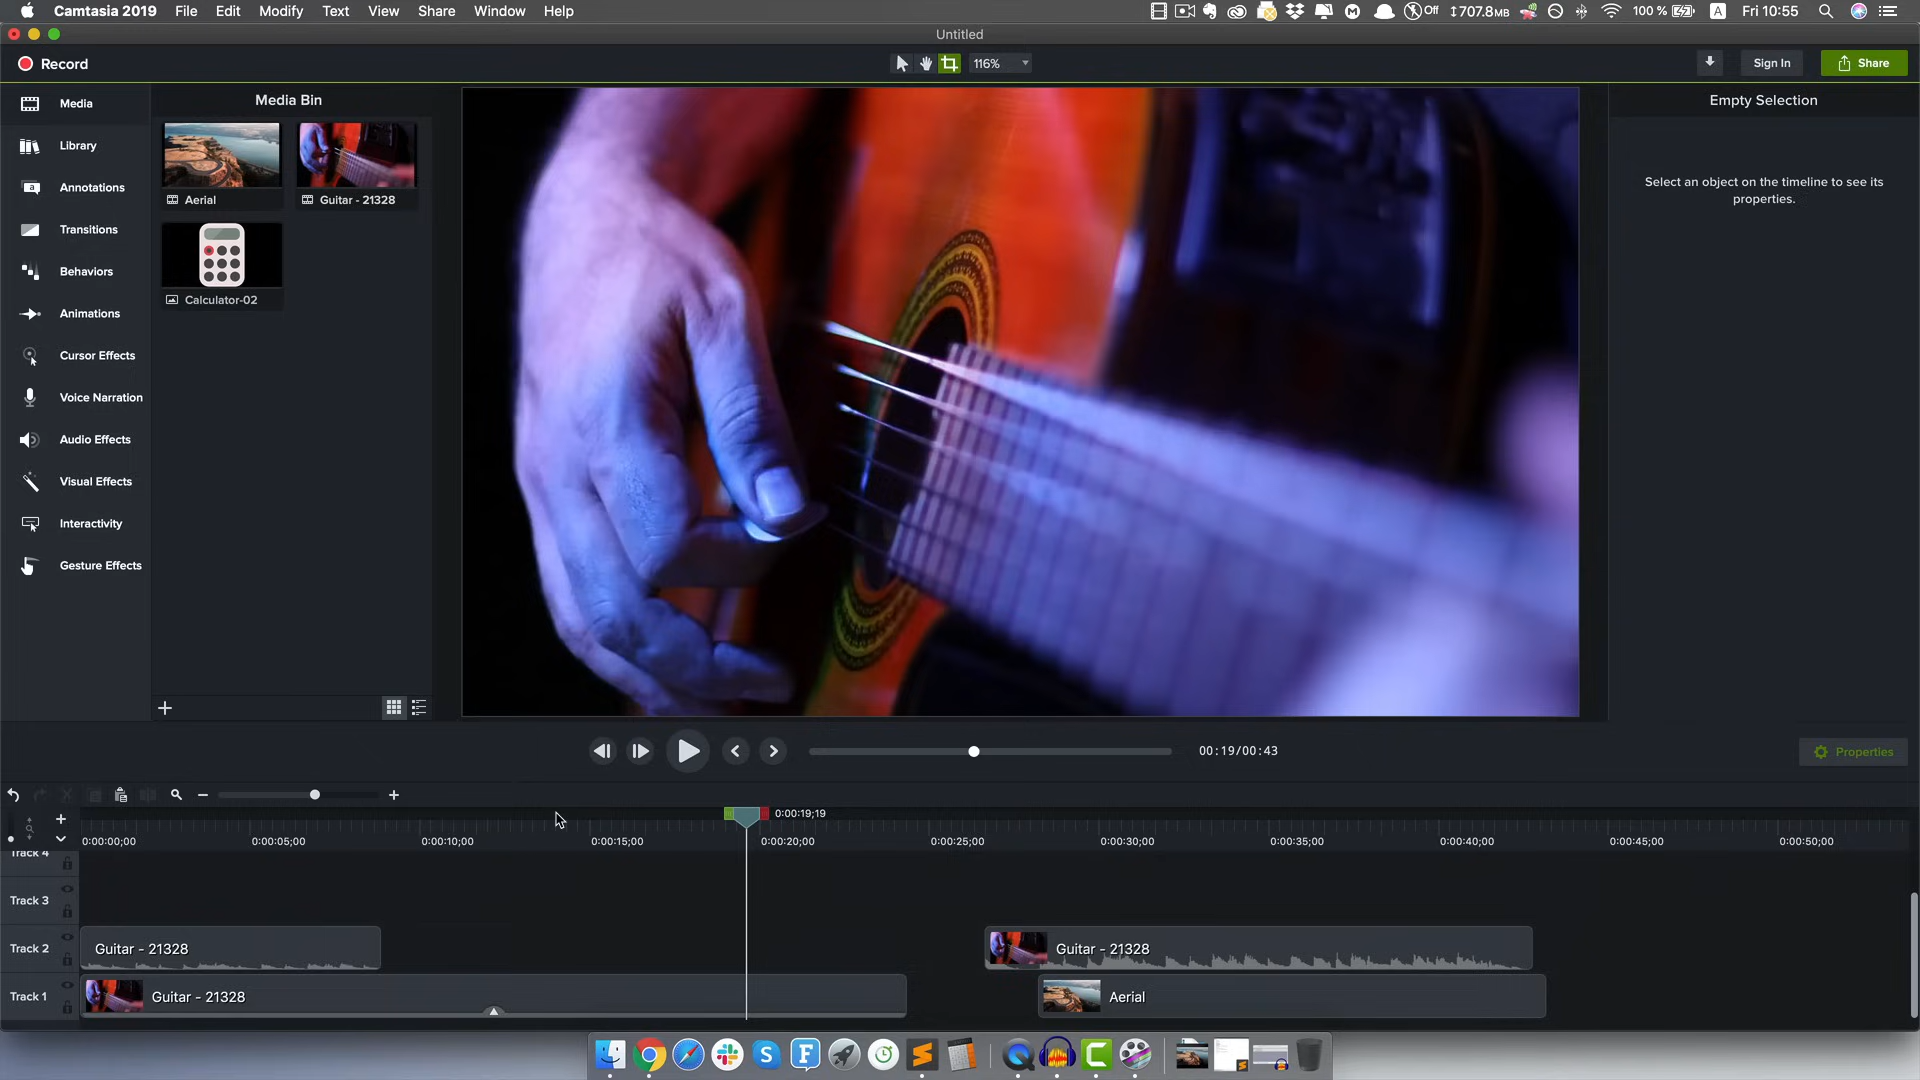 Camtasia 2019 File Edit Modify Text View Share Window Help
Off 707.8MB 100 % A Fri 10:55
Untitled
Record 116% Sign In Share
Media
Library
Annotations
Transitions
Behaviors
Animations
Cursor Effects
Voice Narration
Audio Effects
Visual Effects
Interactivity
Gesture Effects
Media Bin
Aerial Guitar - 21328
Calculator-02
Empty Selection
Select an object on the timeline to see its
properties.
00:19/00:43
Properties
0:00:19;19
0:00:00;00 0:00:05;00 0:00:10;00 0:00:15;00 0:00:20;00 0:00:25;00 0:00:30;00 0:00:35;00 0:00:40;00 0:00:45;00 0:00:50;00
Track 4
Track 3
Track 2 Guitar - 21328 Guitar - 21328
Track 1 Guitar - 21328 Aerial